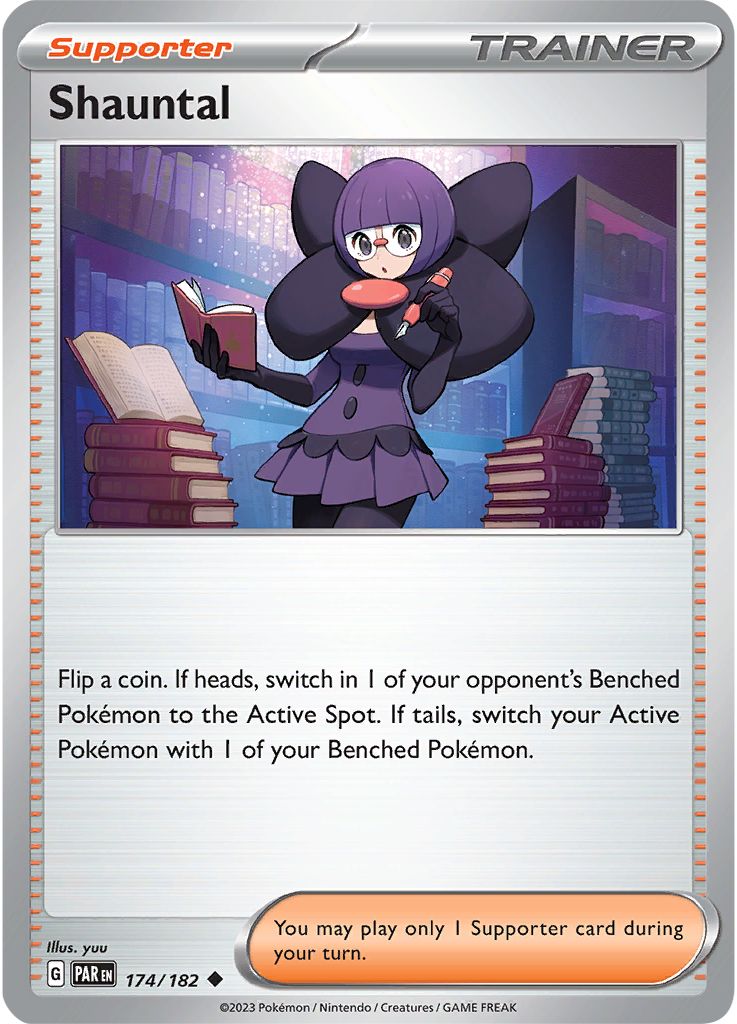 Supporter
TRAINER
Shauntal
Flip a coin. If heads, switch in 1 of your opponent's Benched
Pokémon to the Active Spot. If tails, switch your Active
Pokémon with 1 of your Benched Pokémon.
You may play only 1 Supporter card during
your turn.
Illus. yuu
G PAR EN 174/182
©2023 Pokémon / Nintendo / Creatures / GAME FREAK